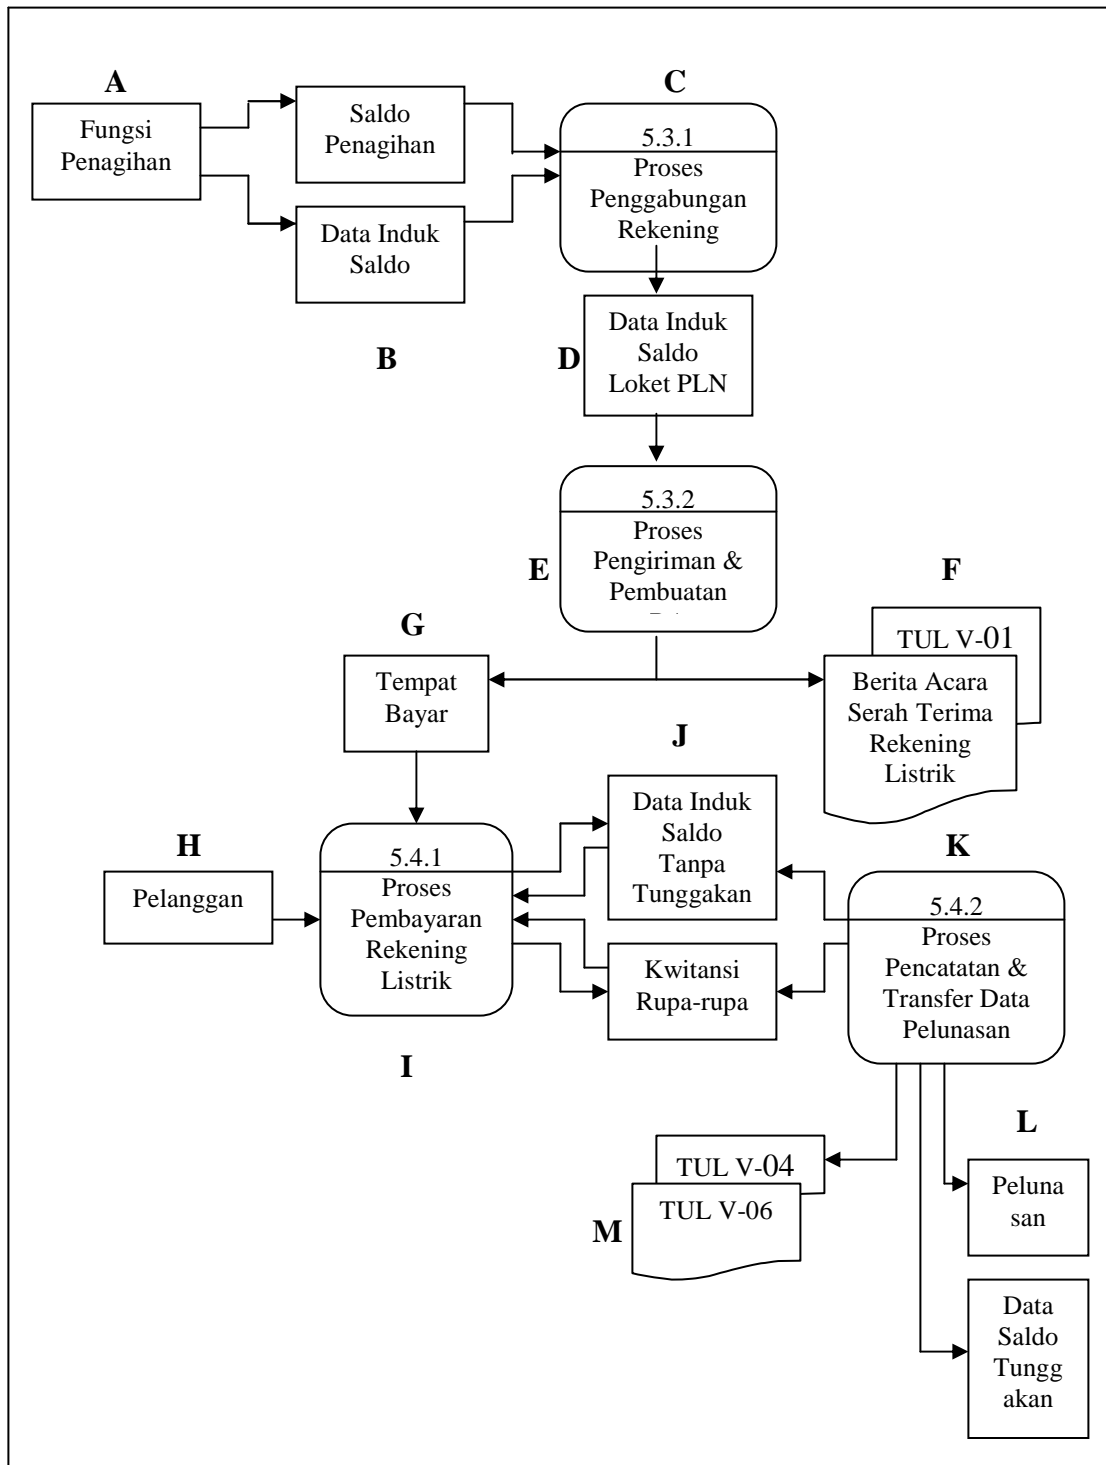 A
Fungsi
Penagihan
Saldo
Penagihan
Data Induk
Saldo
B
C
5.3.1
Proses
Penggabungan
Rekening
D
Data Induk
Saldo
Loket PLN
5.3.2
E
Proses
Pengiriman &
Pembuatan
F
TUL V-01
Berita Acara
Serah Terima
Rekening
Listrik
G
Tempat
Bayar
H
Pelanggan
5.4.1
Proses
Pembayaran
Rekening
Listrik
I
J
Data Induk
Saldo
Tanpa
Tunggakan
Kwitansi
Rupa-rupa
K
5.4.2
Proses
Pencatatan &
Transfer Data
Pelunasan
L
Peluna
san
Data
Saldo
Tungg
akan
M
TUL V-04
TUL V-06